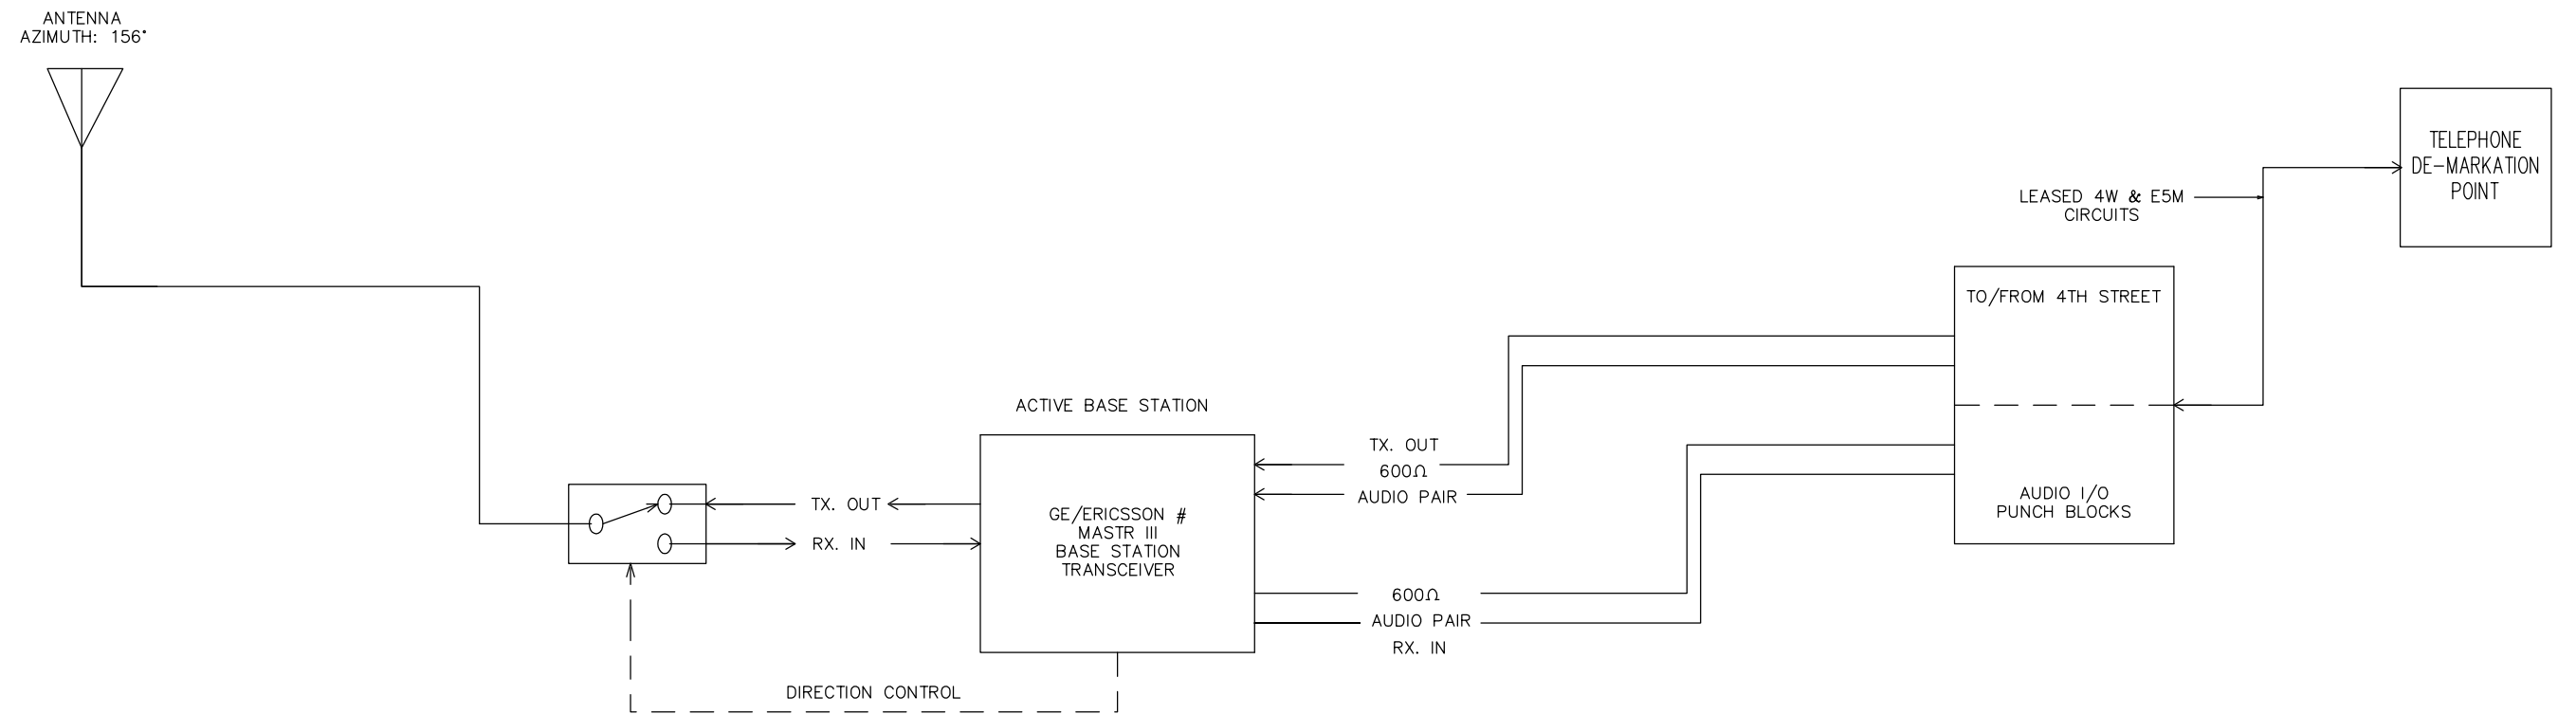 ANTENNA
AZIMUTH: 156°
TELEPHONE
DE-MARKATION
POINT
LEASED 4W & E5M
CIRCUITS
TO/FROM 4TH STREET
ACTIVE BASE STATION
TX. OUT
600Ω
AUDIO PAIR
AUDIO I/O
PUNCH BLOCKS
TX. OUT
RX. IN
GE/ERICSSON #
MASTR III
BASE STATION
TRANSCEIVER
600Ω
AUDIO PAIR
RX. IN
DIRECTION CONTROL